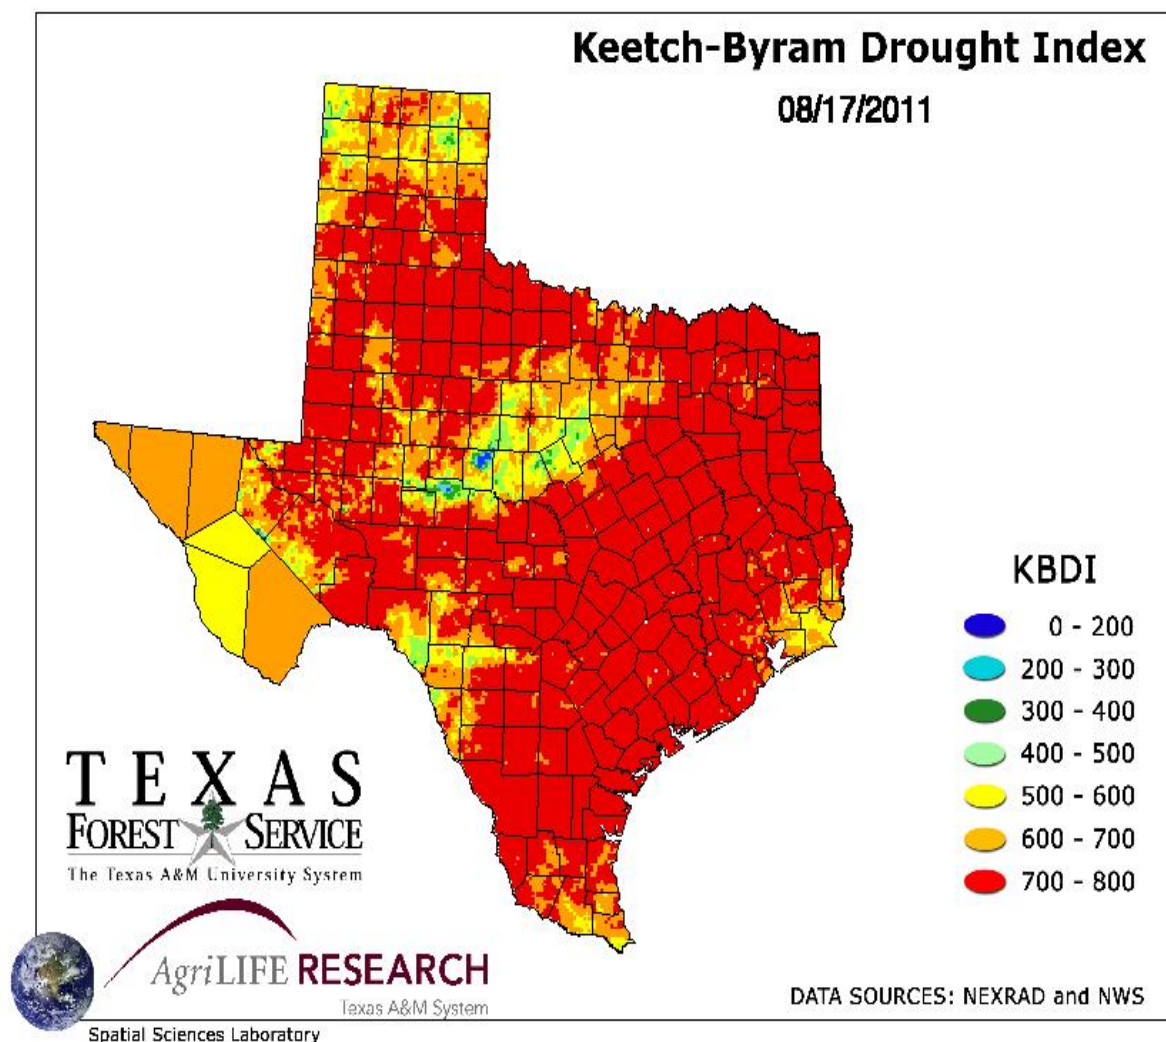 Keetch-Byram Drought Index
08/17/2011
KBDI
0 - 200
200 - 300
300 - 400
400 - 500
500 - 600
600 - 700
700 - 800
TEXAS
FOREST SERVICE
The Texas A&M University System
AgriLIFE RESEARCH
Texas A&M System
Spatial Sciences Laboratory
DATA SOURCES: NEXRAD and NWS